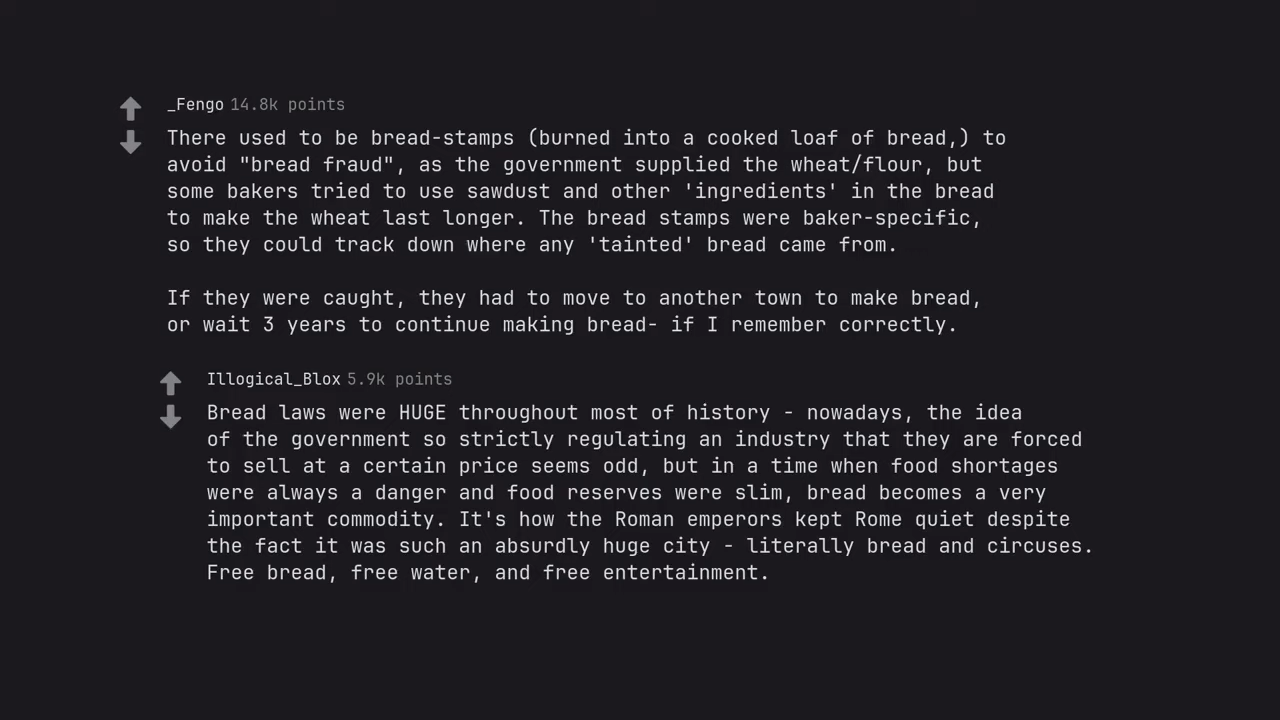 _Fengo 14.8k points
There used to be bread-stamps (burned into a cooked loaf of bread,) to
avoid "bread fraud", as the government supplied the wheat/flour, but
some bakers tried to use sawdust and other 'ingredients' in the bread
to make the wheat last longer. The bread stamps were baker-specific,
so they could track down where any 'tainted' bread came from.
If they were caught, they had to move to another town to make bread,
or wait 3 years to continue making bread- if I remember correctly.
Illogical_Blox 5.9k points
Bread laws were HUGE throughout most of history - nowadays, the idea
of the government so strictly regulating an industry that they are forced
to sell at a certain price seems odd, but in a time when food shortages
were always a danger and food reserves were slim, bread becomes a very
important commodity. It's how the Roman emperors kept Rome quiet despite
the fact it was such an absurdly huge city - literally bread and circuses.
Free bread, free water, and free entertainment.